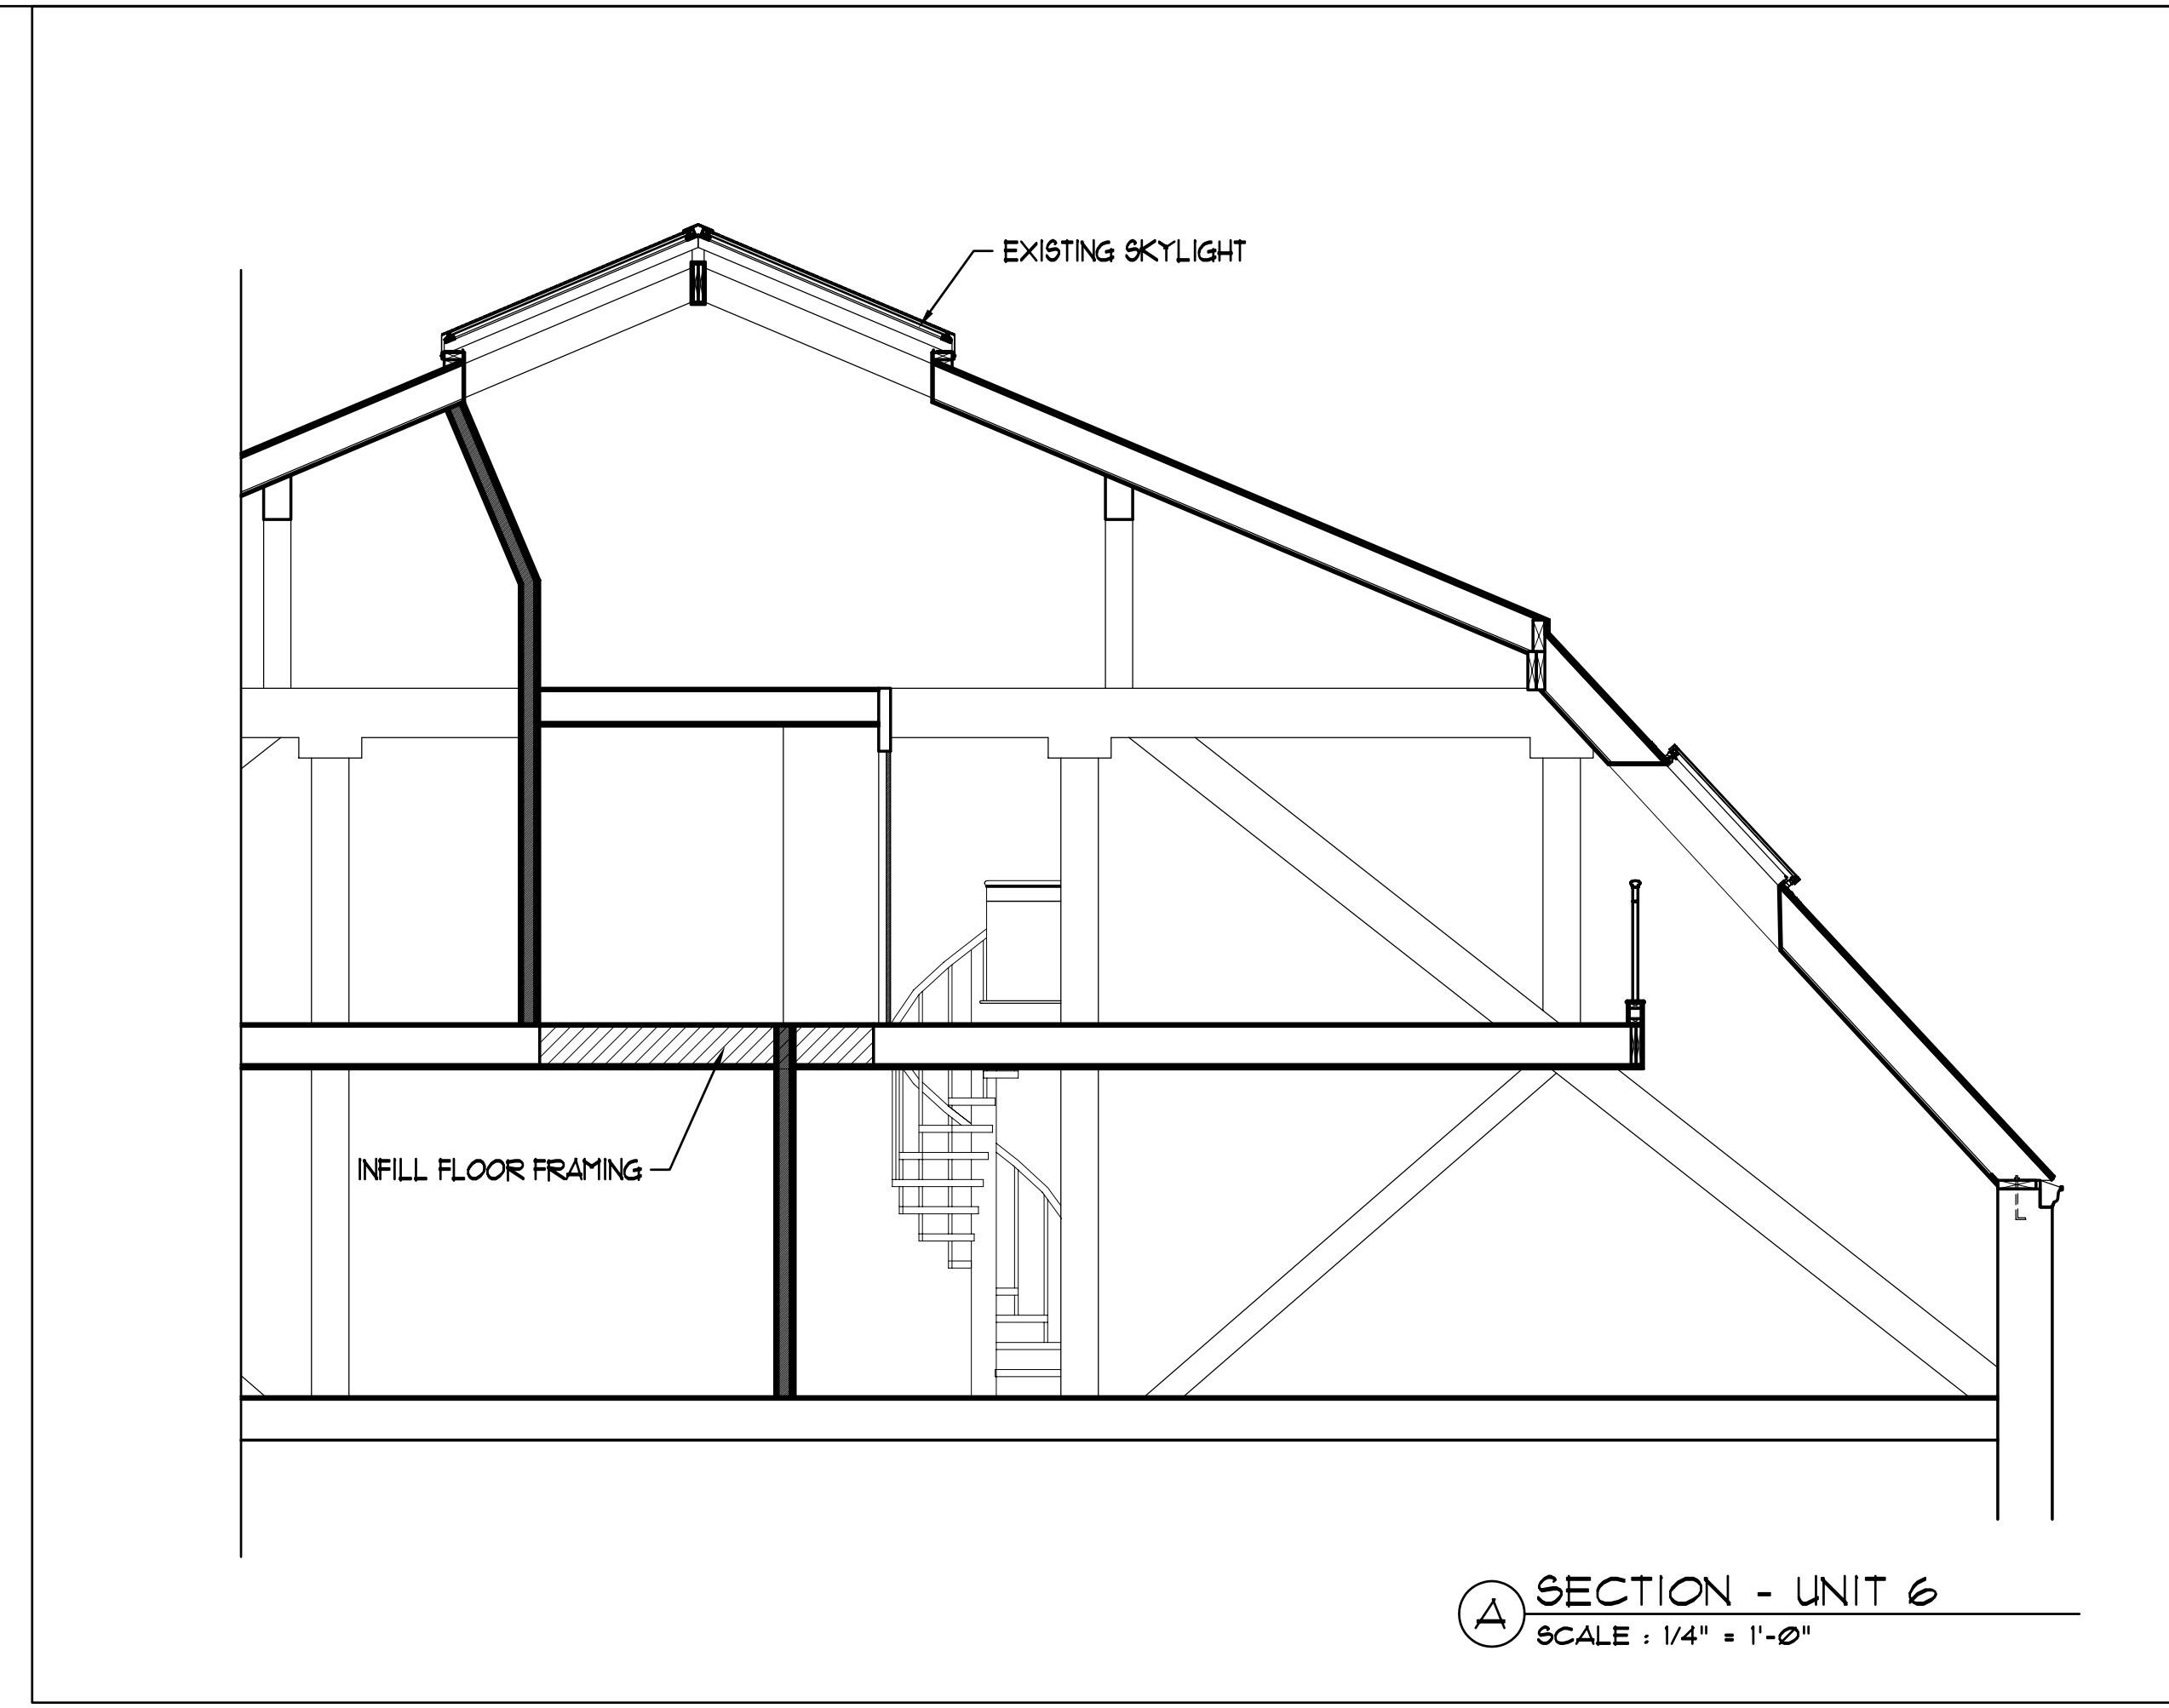 EXISTING SKYLIGHT
INFILL FLOOR FRAMING
A
SECTION - UNIT 6
SCALE : 1/4" = 1'-0"